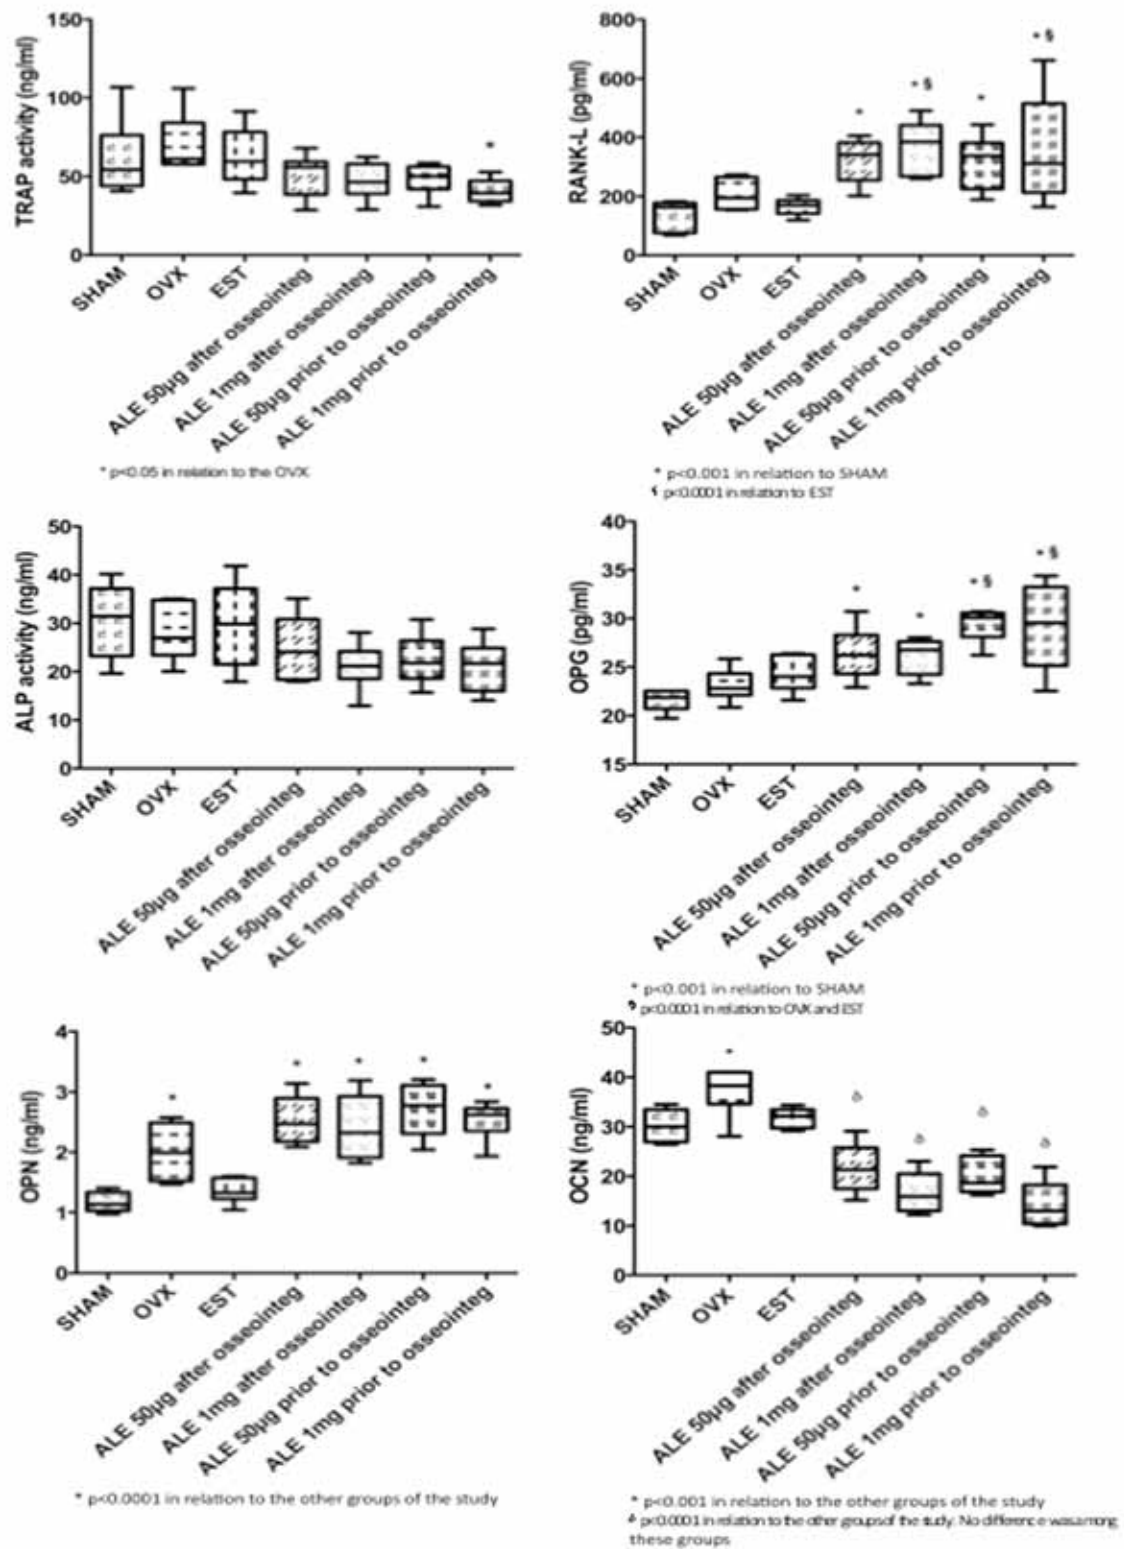 TRAP activity (ng/ml)
150
100
50
0
*
SHAM
OVX
EST
ALE 50µg after osseointeg
ALE 1mg after osseointeg
ALE 50µg prior to osseointeg
ALE 1mg prior to osseointeg
* p<0.05 in relation to the OVX
RANK-L (pg/ml)
800
600
400
200
0
*
* §
*
* §
SHAM
OVX
EST
ALE 50µg after osseointeg
ALE 1mg after osseointeg
ALE 50µg prior to osseointeg
ALE 1mg prior to osseointeg
* p<0.001 in relation to SHAM
§ p<0.0001 in relation to EST
ALP activity (ng/ml)
50
40
30
20
10
0
SHAM
OVX
EST
ALE 50µg after osseointeg
ALE 1mg after osseointeg
ALE 50µg prior to osseointeg
ALE 1mg prior to osseointeg
OPG (pg/ml)
40
35
30
25
20
15
*
*
* §
* §
SHAM
OVX
EST
ALE 50µg after osseointeg
ALE 1mg after osseointeg
ALE 50µg prior to osseointeg
ALE 1mg prior to osseointeg
* p<0.001 in relation to SHAM
§ p<0.0001 in relation to OVX and EST
OPN (ng/ml)
4
3
2
1
0
*
*
*
*
*
SHAM
OVX
EST
ALE 50µg after osseointeg
ALE 1mg after osseointeg
ALE 50µg prior to osseointeg
ALE 1mg prior to osseointeg
* p<0.0001 in relation to the other groups of the study
OCN (ng/ml)
50
40
30
20
10
0
*
δ
δ
δ
δ
SHAM
OVX
EST
ALE 50µg after osseointeg
ALE 1mg after osseointeg
ALE 50µg prior to osseointeg
ALE 1mg prior to osseointeg
* p<0.001 in relation to the other groups of the study
δ p<0.0001 in relation to the other groups of the study. No difference was among
these groups